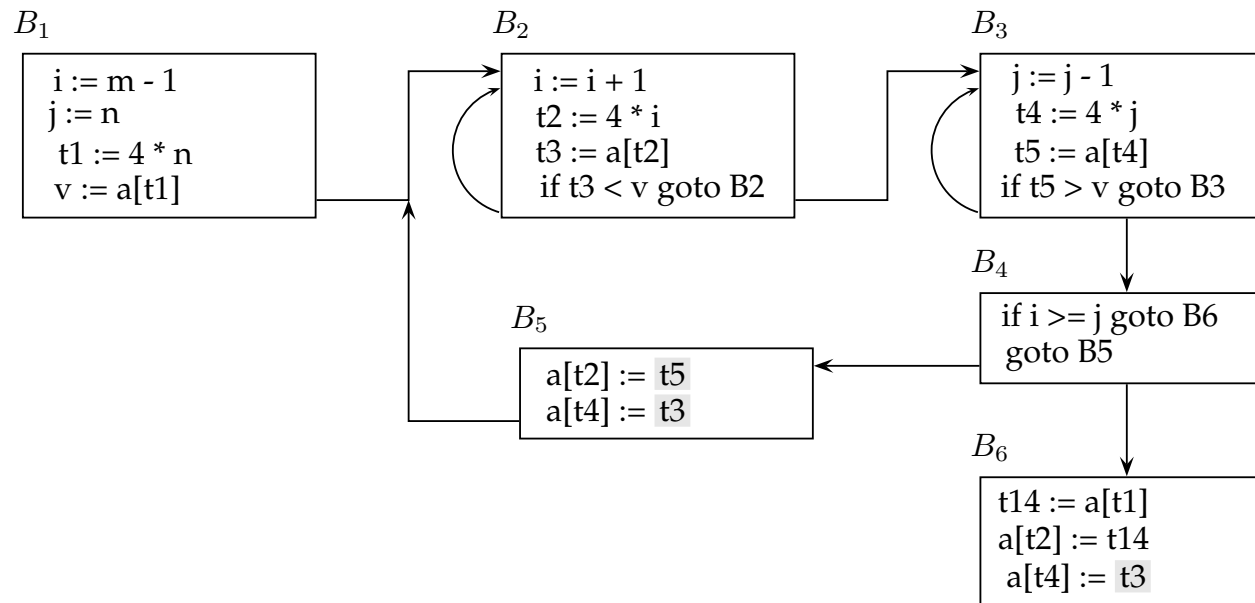 B1
i := m - 1
j := n
t1 := 4 * n
v := a[t1]
B2
i := i + 1
t2 := 4 * i
t3 := a[t2]
if t3 < v goto B2
B3
j := j - 1
t4 := 4 * j
t5 := a[t4]
if t5 > v goto B3
B4
if i >= j goto B6
goto B5
B5
a[t2] := t5
a[t4] := t3
B6
t14 := a[t1]
a[t2] := t14
a[t4] := t3